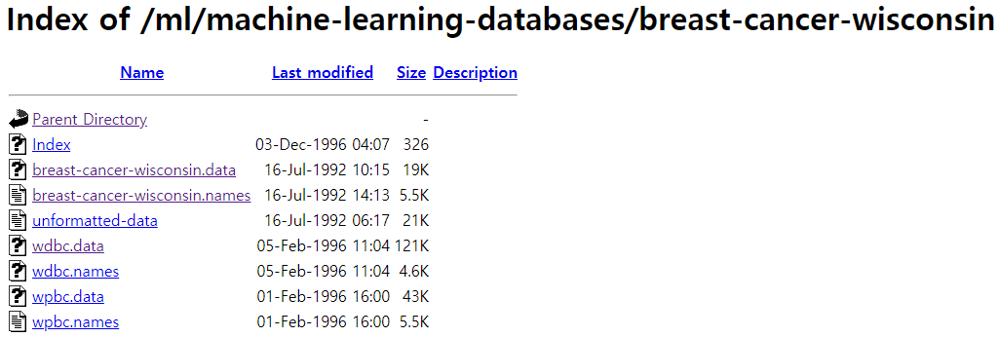 Index of /ml/machine-learning-databases/breast-cancer-wisconsin
Name Last modified Size Description
Parent Directory -
Index 03-Dec-1996 04:07 326
breast-cancer-wisconsin.data 16-Jul-1992 10:15 19K
breast-cancer-wisconsin.names 16-Jul-1992 14:13 5.5K
unformatted-data 16-Jul-1992 06:17 21K
wdbc.data 05-Feb-1996 11:04 121K
wdbc.names 05-Feb-1996 11:04 4.6K
wpbc.data 01-Feb-1996 16:00 43K
wpbc.names 01-Feb-1996 16:00 5.5K